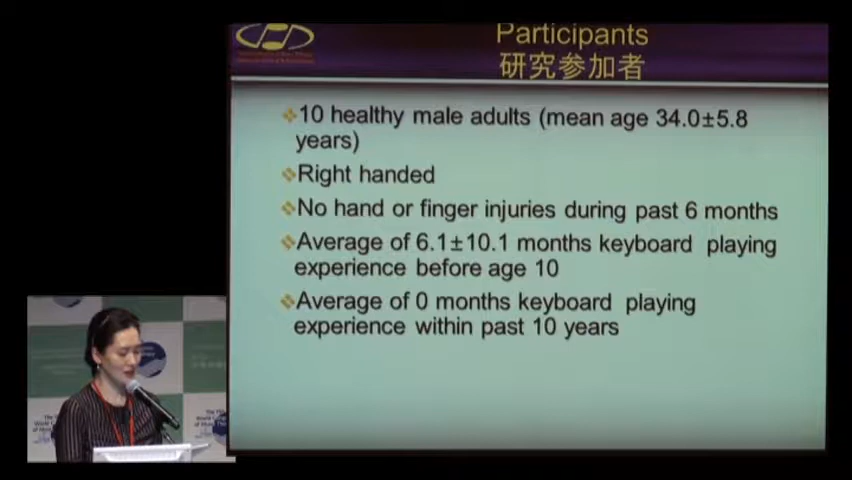 Participants
研究参加者
10 healthy male adults (mean age 34.0±5.8
years)
Right handed
No hand or finger injuries during past 6 months
Average of 6.1±10.1 months keyboard playing
experience before age 10
Average of 0 months keyboard playing
experience within past 10 years